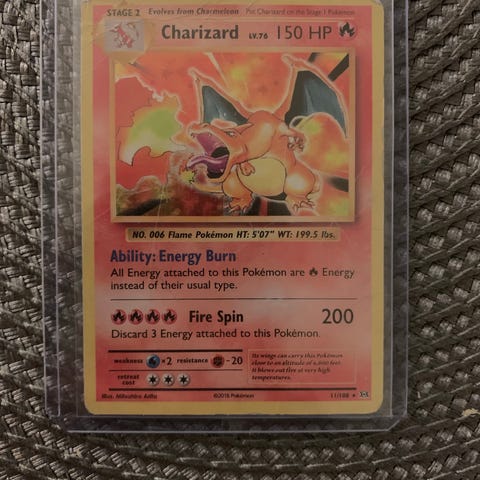 STAGE 2 Evolves from Charmeleon Put Charizard on the Stage 1 Pokémon
Charizard LV.76 150 HP
NO. 006 Flame Pokémon HT: 5'07" WT: 199.5 lbs.
Ability: Energy Burn
All Energy attached to this Pokémon are Energy
instead of their usual type.
Fire Spin 200
Discard 3 Energy attached to this Pokémon.
weakness ×2 resistance -20
retreat
cost
Its wings can carry this Pokémon
close to an altitude of 4,600 feet.
It blows out fire at very high
temperatures.
Illus. Mitsuhiro Arita ©2016 Pokémon 11/108